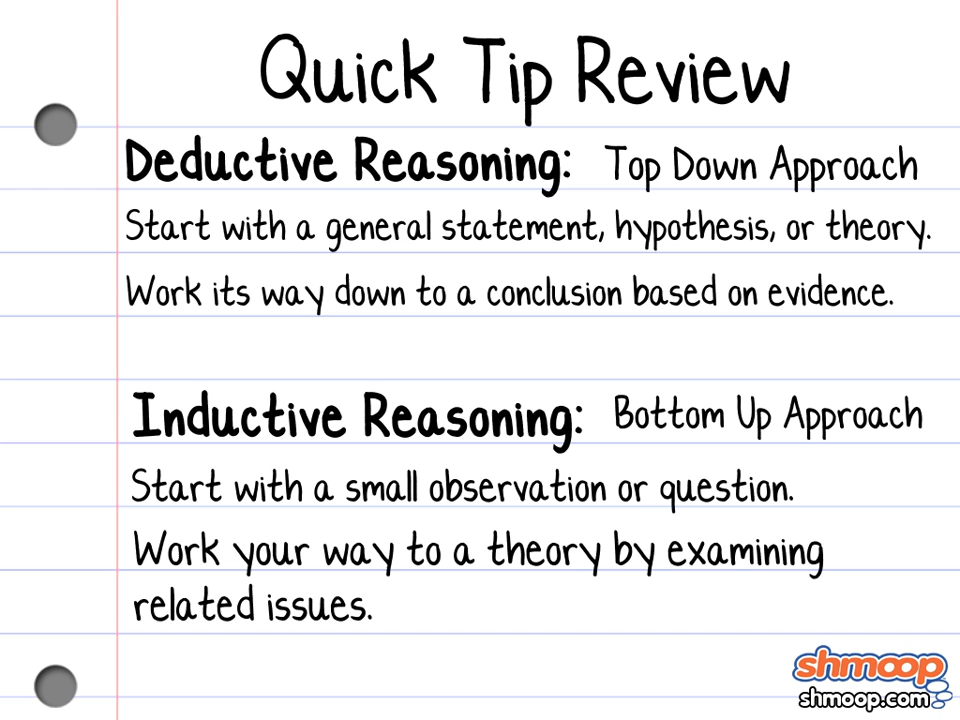 Quick Tip Review
Deductive Reasoning: Top Down Approach
Start with a general statement, hypothesis, or theory.
Work its way down to a conclusion based on evidence.
Inductive Reasoning: Bottom Up Approach
Start with a small observation or question.
Work your way to a theory by examining
related issues.
shmoop
shmoop.com